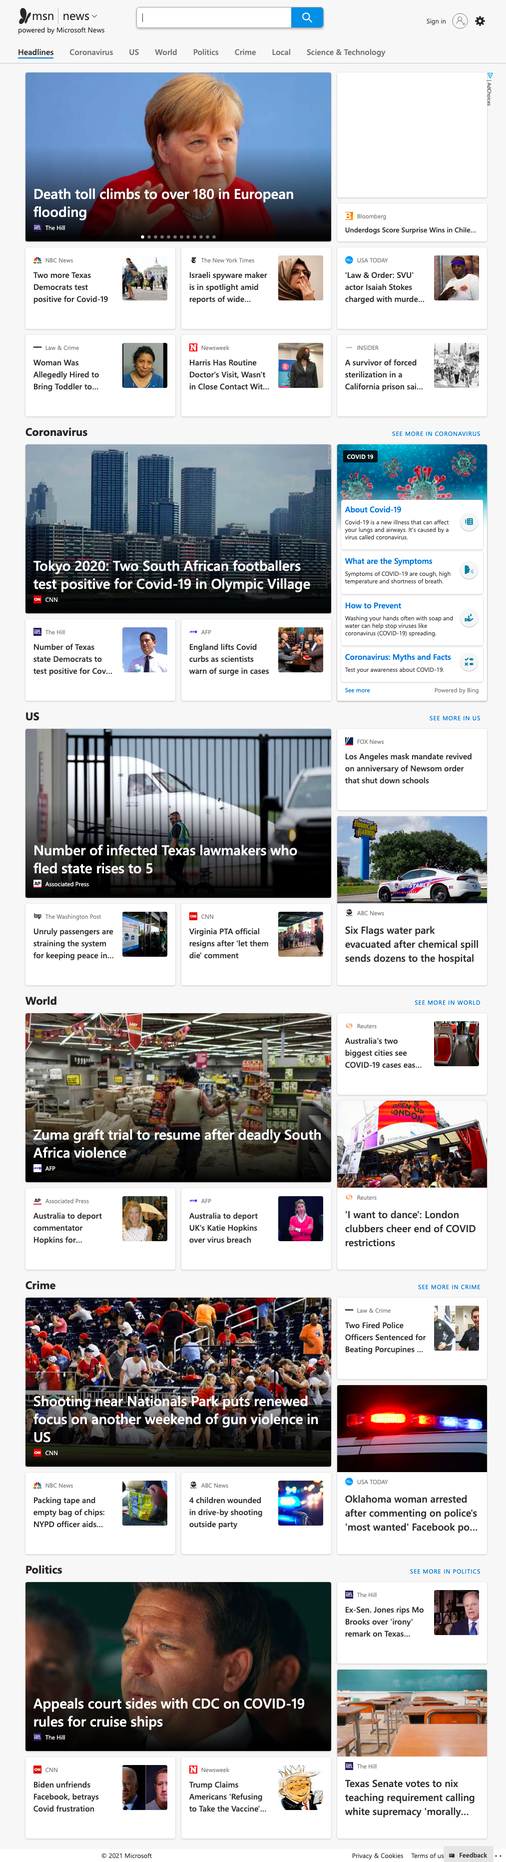 msn | news
powered by Microsoft News
Sign in
Headlines Coronavirus US World Politics Crime Local Science & Technology
AdChoices
Death toll climbs to over 180 in European
flooding
The Hill
Bloomberg
Underdogs Score Surprise Wins in Chile...
NBC News
Two more Texas
Democrats test
positive for Covid-19
The New York Times
Israeli spyware maker
is in spotlight amid
reports of wide...
USA TODAY
'Law & Order: SVU'
actor Isaiah Stokes
charged with murde...
Law & Crime
Woman Was
Allegedly Hired to
Bring Toddler to...
Newsweek
Harris Has Routine
Doctor's Visit, Wasn't
in Close Contact Wit...
INSIDER
A survivor of forced
sterilization in a
California prison sai...
Coronavirus
SEE MORE IN CORONAVIRUS
Tokyo 2020: Two South African footballers
test positive for Covid-19 in Olympic Village
CNN
COVID 19
About Covid-19
Covid-19 is a new illness that can affect
your lungs and airways. It's caused by a
virus called coronavirus.
What are the Symptoms
Symptoms of COVID-19 are cough, high
temperature and shortness of breath.
How to Prevent
Washing your hands often with soap and
water can help stop viruses like
coronavirus (COVID-19) spreading.
Coronavirus: Myths and Facts
Test your awareness about COVID-19.
See more
Powered by Bing
The Hill
Number of Texas
state Democrats to
test positive for Cov...
AFP
England lifts Covid
curbs as scientists
warn of surge in cases
US
SEE MORE IN US
Number of infected Texas lawmakers who
fled state rises to 5
Associated Press
FOX News
Los Angeles mask mandate revived
on anniversary of Newsom order
that shut down schools
ABC News
Six Flags water park
evacuated after chemical spill
sends dozens to the hospital
The Washington Post
Unruly passengers are
straining the system
for keeping peace in...
CNN
Virginia PTA official
resigns after 'let them
die' comment
World
SEE MORE IN WORLD
Zuma graft trial to resume after deadly South
Africa violence
AFP
Reuters
Australia's two
biggest cities see
COVID-19 cases eas...
OPEN UP
LONDON
Reuters
'I want to dance': London
clubbers cheer end of COVID
restrictions
Associated Press
Australia to deport
commentator
Hopkins for...
AFP
Australia to deport
UK's Katie Hopkins
over virus breach
Crime
SEE MORE IN CRIME
Shooting near Nationals Park puts renewed
focus on another weekend of gun violence in
US
CNN
Law & Crime
Two Fired Police
Officers Sentenced for
Beating Porcupines ...
USA TODAY
Oklahoma woman arrested
after commenting on police's
'most wanted' Facebook po...
NBC News
Packing tape and
empty bag of chips:
NYPD officer aids...
ABC News
4 children wounded
in drive-by shooting
outside party
Politics
SEE MORE IN POLITICS
Appeals court sides with CDC on COVID-19
rules for cruise ships
The Hill
The Hill
Ex-Sen. Jones rips Mo
Brooks over 'irony'
remark on Texas...
The Hill
Texas Senate votes to nix
teaching requirement calling
white supremacy 'morally...
CNN
Biden unfriends
Facebook, betrays
Covid frustration
Newsweek
Trump Claims
Americans 'Refusing
to Take the Vaccine'...
© 2021 Microsoft
Privacy & Cookies
Terms of us
Feedback